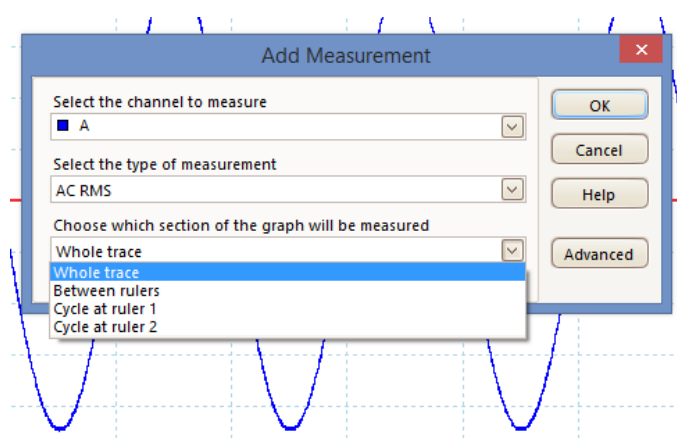 Add Measurement
Select the channel to measure
A
Select the type of measurement
AC RMS
Choose which section of the graph will be measured
Whole trace
Whole trace
Between rulers
Cycle at ruler 1
Cycle at ruler 2
OK
Cancel
Help
Advanced